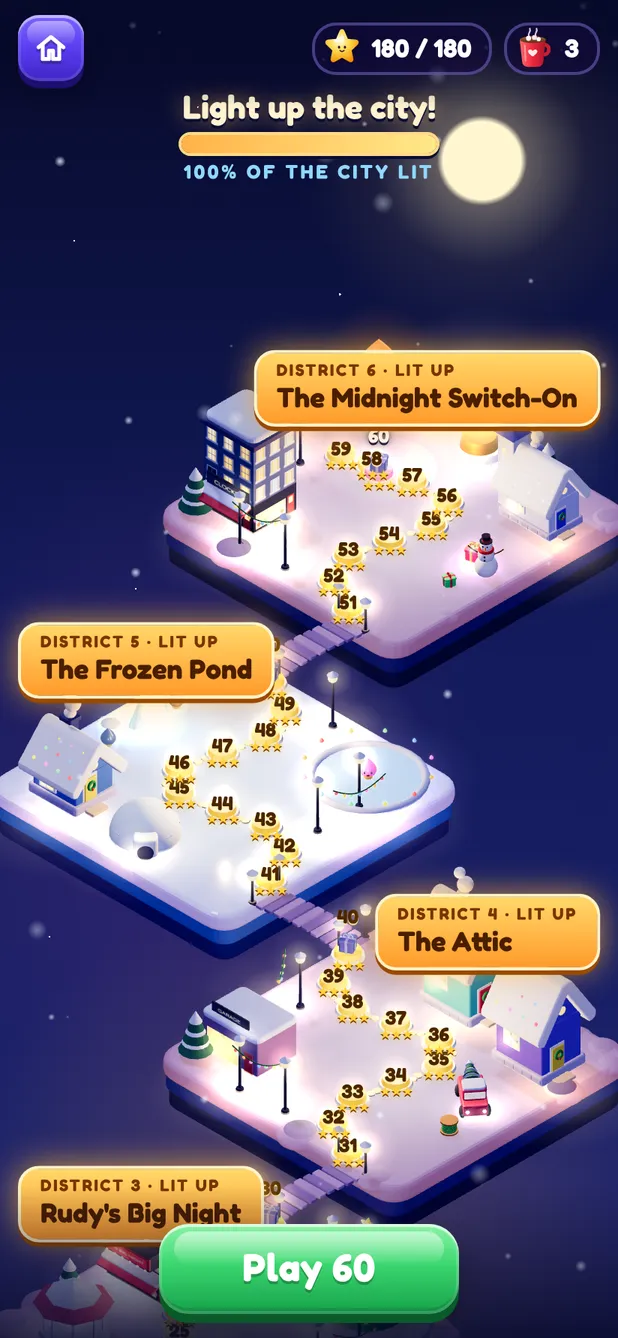 180 / 180
3
Light up the city!
100% OF THE CITY LIT
DISTRICT 6 · LIT UP
The Midnight Switch-On
60
59
58
57
56
55
54
53
52
51
DISTRICT 5 · LIT UP
The Frozen Pond
49
48
47
46
45
44
43
42
41
40
DISTRICT 4 · LIT UP
The Attic
39
38
GARAGE
37
36
35
34
33
32
31
DISTRICT 3 · LIT UP
30
Rudy's Big Night
Play 60
25